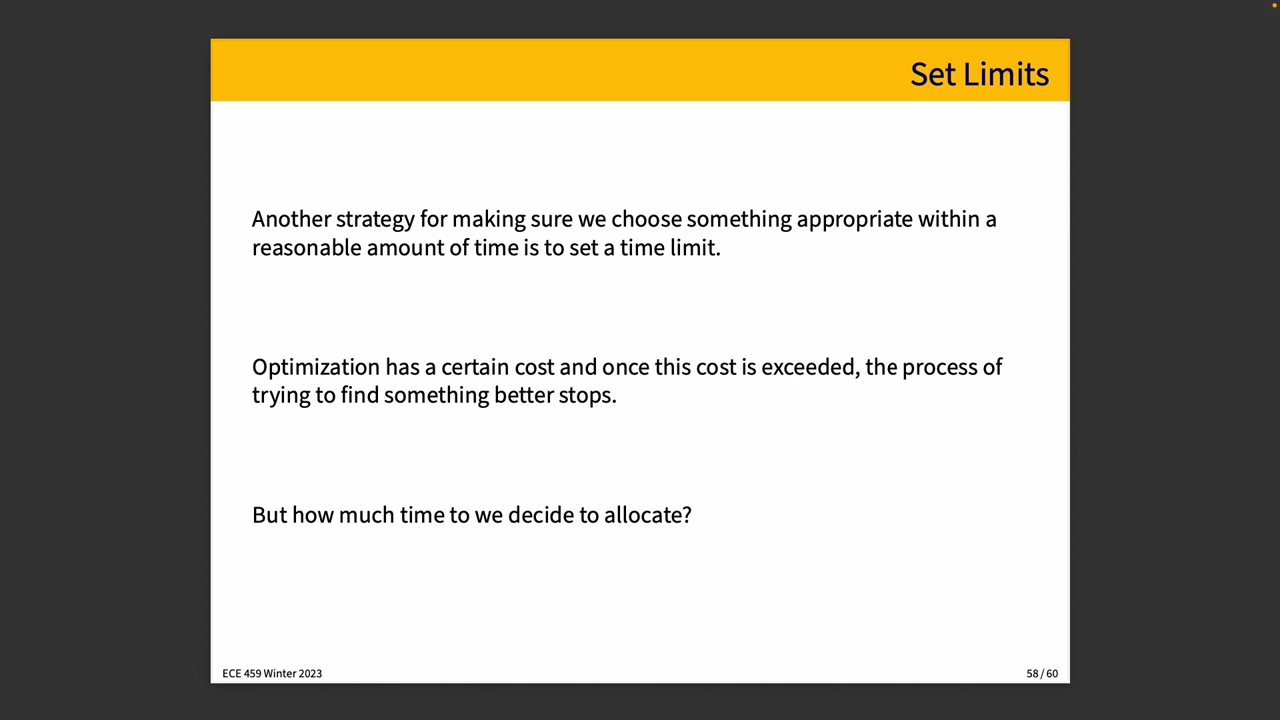 Set Limits
Another strategy for making sure we choose something appropriate within a
reasonable amount of time is to set a time limit.
Optimization has a certain cost and once this cost is exceeded, the process of
trying to find something better stops.
But how much time to we decide to allocate?
ECE 459 Winter 2023
58 / 60